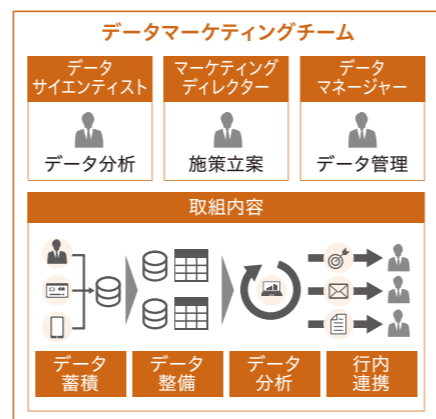 データマーケティングチーム
データ
サイエンティスト
データ分析
マーケティング
ディレクター
施策立案
データ
マネージャー
データ管理
取組内容
データ
蓄積
データ
整備
データ
分析
行内
連携